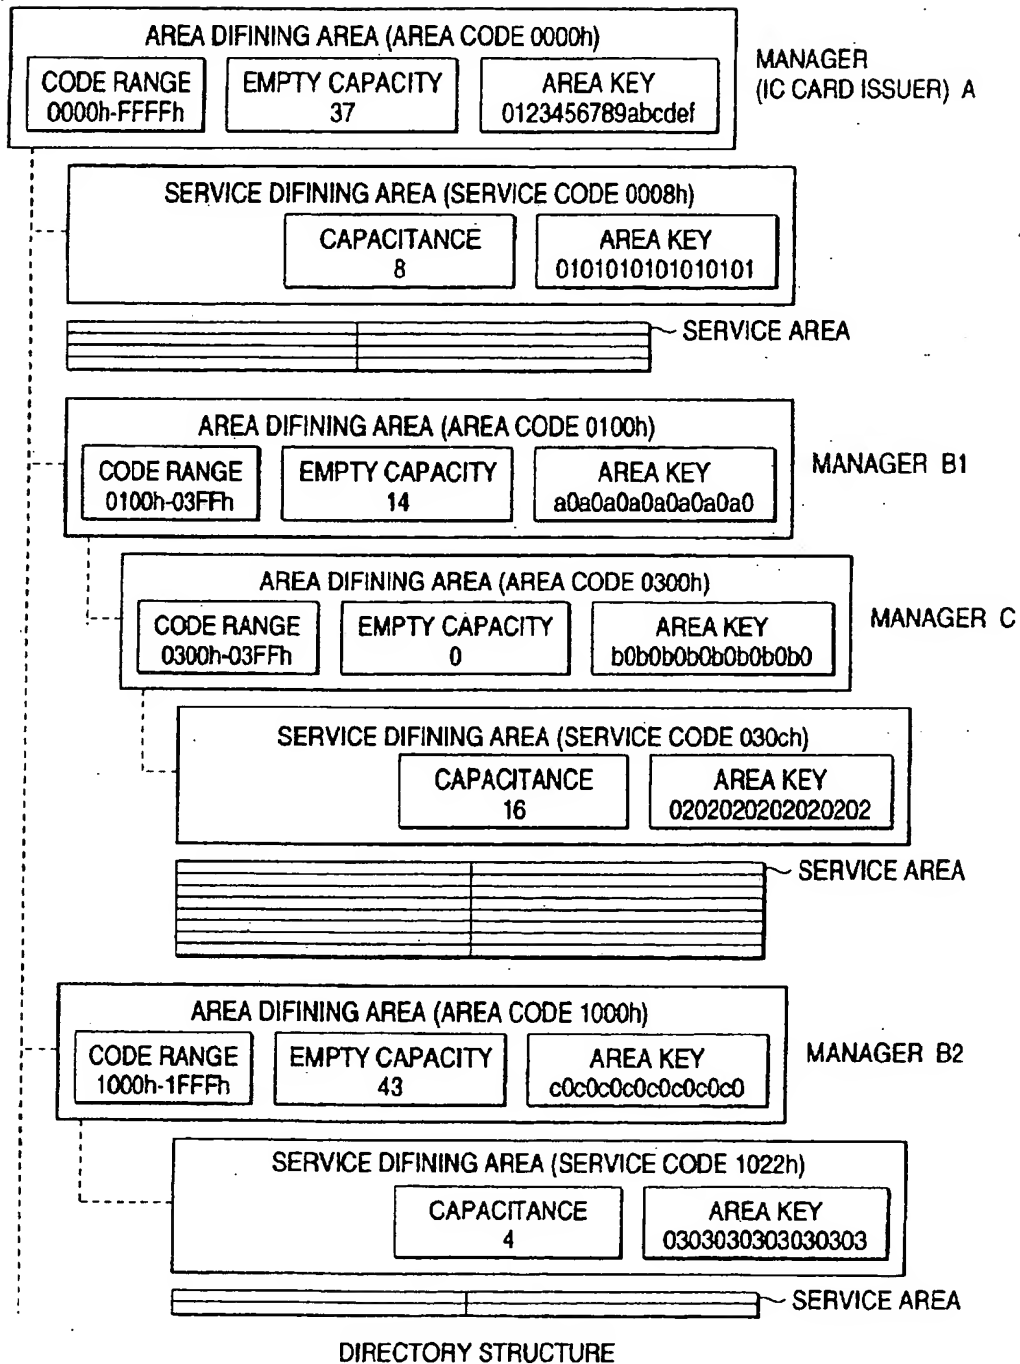 AREA DIFINING AREA (AREA CODE 0000h)
CODE RANGE
0000h-FFFFh
EMPTY CAPACITY
37
AREA KEY
0123456789abcdef
MANAGER
(IC CARD ISSUER) A
SERVICE DIFINING AREA (SERVICE CODE 0008h)
CAPACITANCE
8
AREA KEY
0101010101010101
SERVICE AREA
AREA DIFINING AREA (AREA CODE 0100h)
CODE RANGE
0100h-03FFh
EMPTY CAPACITY
14
AREA KEY
a0a0a0a0a0a0a0a0
MANAGER B1
AREA DIFINING AREA (AREA CODE 0300h)
CODE RANGE
0300h-03FFh
EMPTY CAPACITY
0
AREA KEY
b0b0b0b0b0b0b0b0
MANAGER C
SERVICE DIFINING AREA (SERVICE CODE 030ch)
CAPACITANCE
16
AREA KEY
0202020202020202
SERVICE AREA
AREA DIFINING AREA (AREA CODE 1000h)
CODE RANGE
1000h-1FFFh
EMPTY CAPACITY
43
AREA KEY
c0c0c0c0c0c0c0c0
MANAGER B2
SERVICE DIFINING AREA (SERVICE CODE 1022h)
CAPACITANCE
4
AREA KEY
0303030303030303
SERVICE AREA
DIRECTORY STRUCTURE